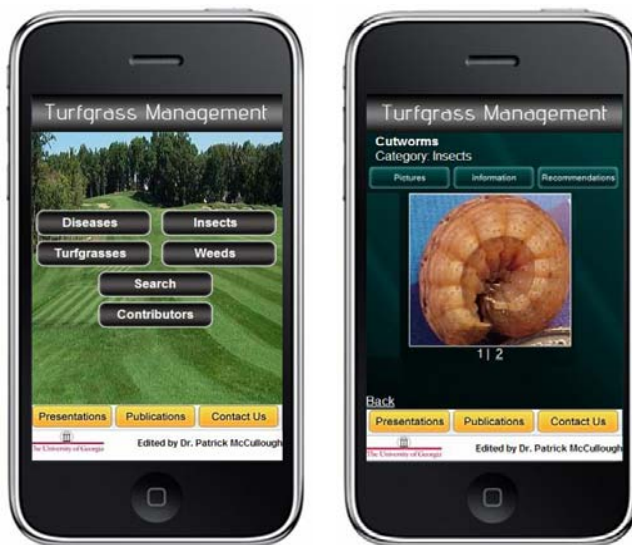 Turfgrass Management
Diseases
Insects
Turfgrasses
Weeds
Search
Contributors
Presentations
Publications
Contact Us
The University of Georgia
Edited by Dr. Patrick McCullough
Turfgrass Management
Cutworms
Category: Insects
Pictures
Information
Recommendations
1 | 2
Back
Presentations
Publications
Contact Us
The University of Georgia
Edited by Dr. Patrick McCullough